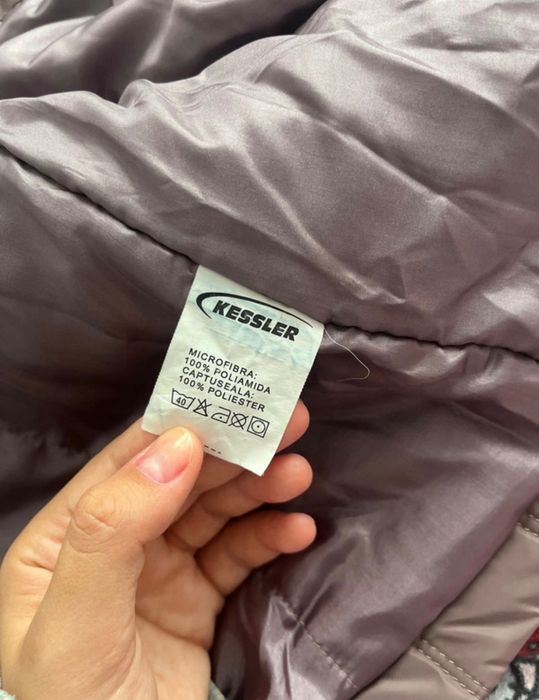 KESSLER
MICROFIBRA:
100% POLIAMIDA
CAPTUSEALA:
100% POLIESTER
40